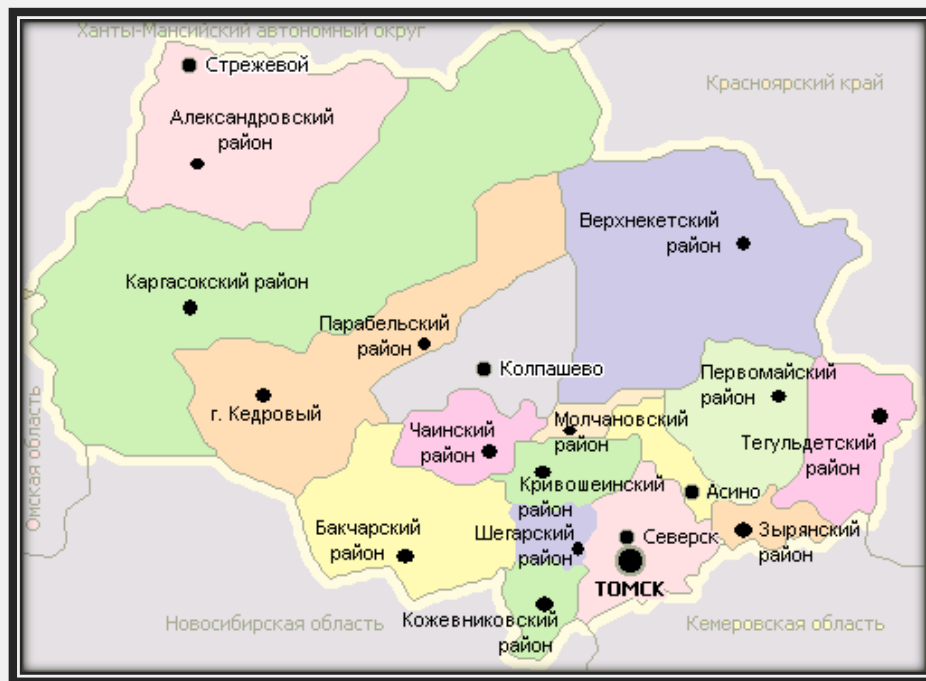 Ханты-Мансийский автономный округ
Стрежевой
Красноярский край
Александровский
район
Верхнекетский
район
Каргасокский район
Парабельский
район
Колпашево
Первомайский
район
г. Кедровый
Молчановский
район
Чаинский
район
Тегульдетский
район
Омская область
Кривошеинский
район
Асино
Бакчарский
район
Шегарский
район
Северск
Зырянский
район
ТОМСК
Кожевниковский
район
Новосибирская область
Кемеровская область